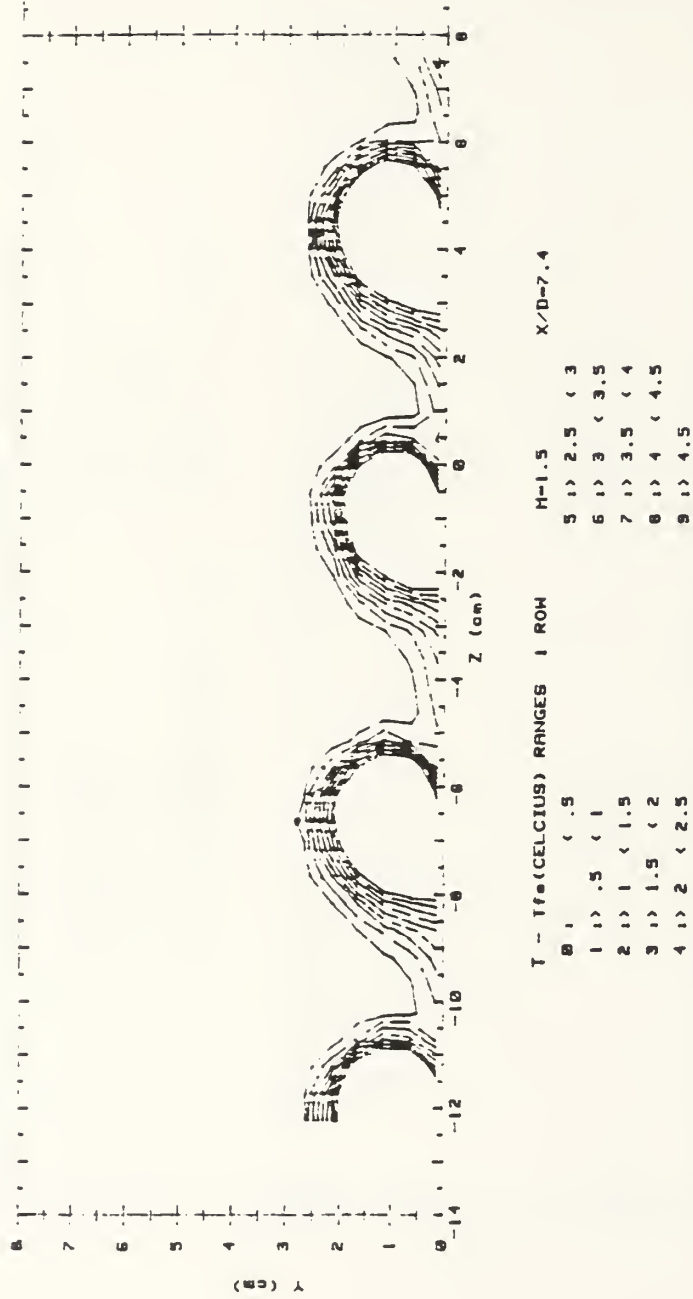 8
7
6
5
4
3
2
1
0
Y (cm)
-14 -12 -10 -8 -6 -4 -2 0 2 4 6 8
Z (cm)
T - Tfs(CELCIUS) RANGES 1 ROW M-1.5 X/D-7.4
0 : < .5 5 :> 2.5 < 3
1 :> .5 < 1 6 :> 3 < 3.5
2 :> 1 < 1.5 7 :> 3.5 < 4
3 :> 1.5 < 2 8 :> 4 < 4.5
4 :> 2 < 2.5 9 :> 4.5